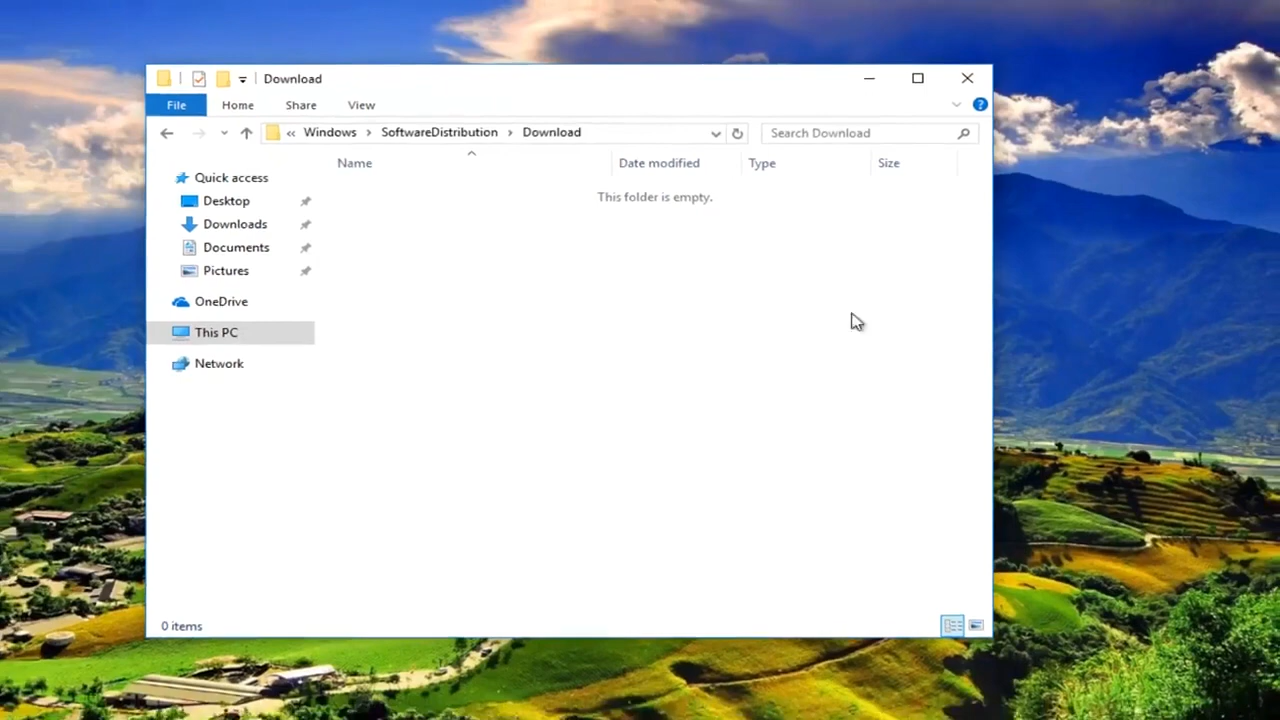 Download
File Home Share View
« Windows > SoftwareDistribution > Download Search Download
Name Date modified Type Size
This folder is empty.
Quick access
Desktop
Downloads
Documents
Pictures
OneDrive
This PC
Network
0 items